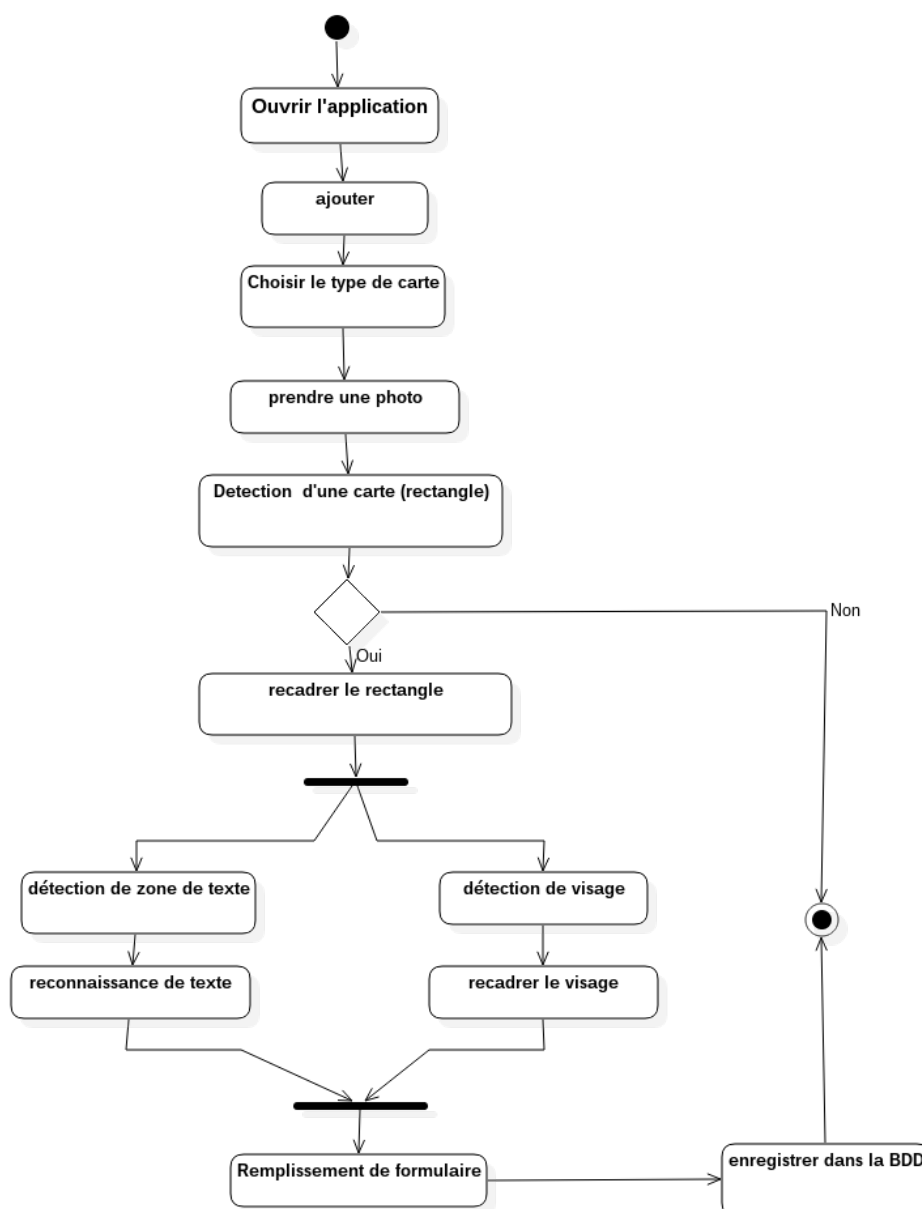 Ouvrir l'application
ajouter
Choisir le type de carte
prendre une photo
Detection  d'une carte (rectangle)
Non
Oui
recadrer le rectangle
détection de zone de texte
détection de visage
reconnaissance de texte
recadrer le visage
Remplissement de formulaire
enregistrer dans la BDD